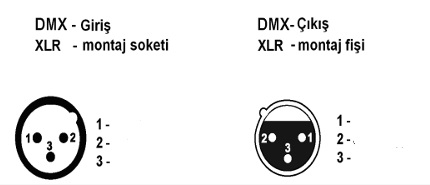 DMX - Giriş
XLR - montaj soketi
DMX- Çıkış
XLR - montaj fişi
1 2
3
1 -
2 -
3 -
2 1
3
1 -
2 -
3 -